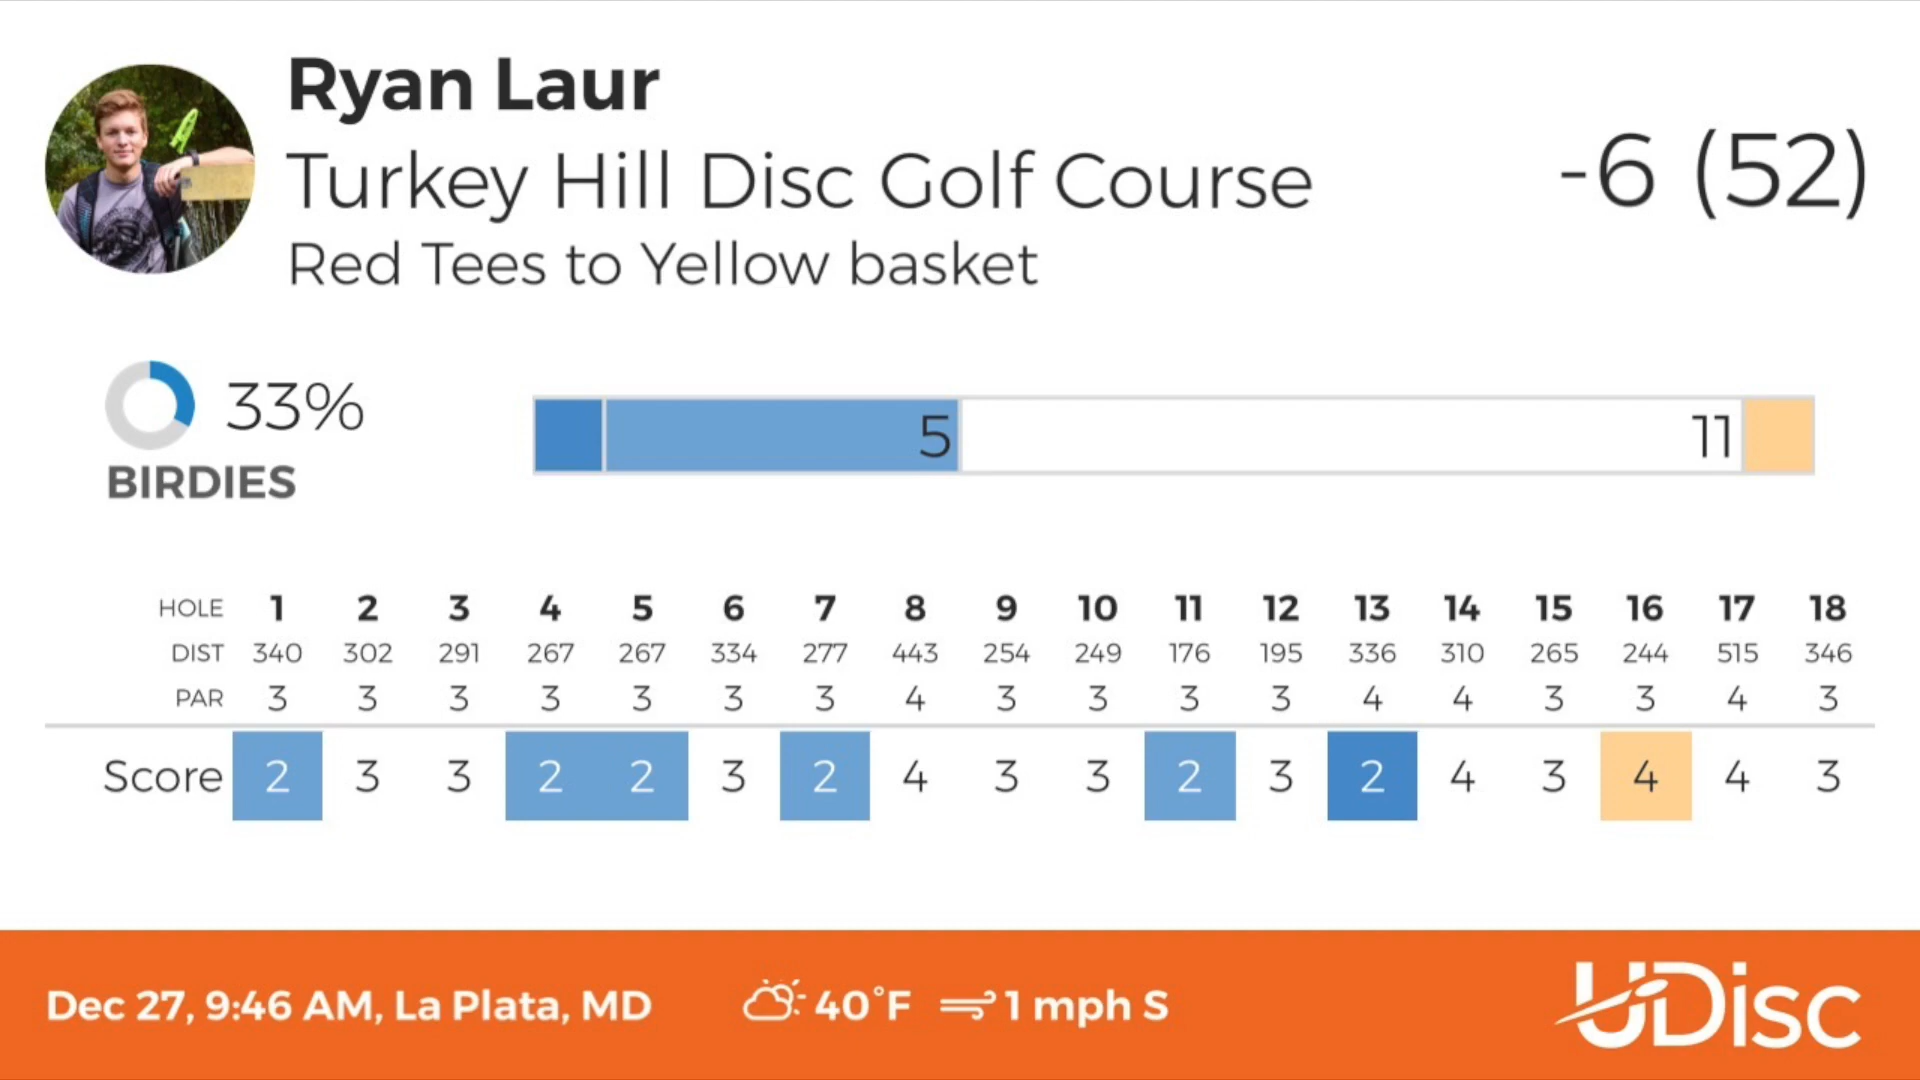 Ryan Laur
Turkey Hill Disc Golf Course
-6 (52)
Red Tees to Yellow basket
33%
BIRDIES
5
11
HOLE 1 2 3 4 5 6 7 8 9 10 11 12 13 14 15 16 17 18
DIST 340 302 291 267 267 334 277 443 254 249 176 195 336 310 265 244 515 346
PAR 3 3 3 3 3 3 3 4 3 3 3 3 4 4 3 3 4 3
Score 2 3 3 2 2 3 2 4 3 3 2 3 2 4 3 4 4 3
Dec 27, 9:46 AM, La Plata, MD
40°F
1 mph S
UDisc